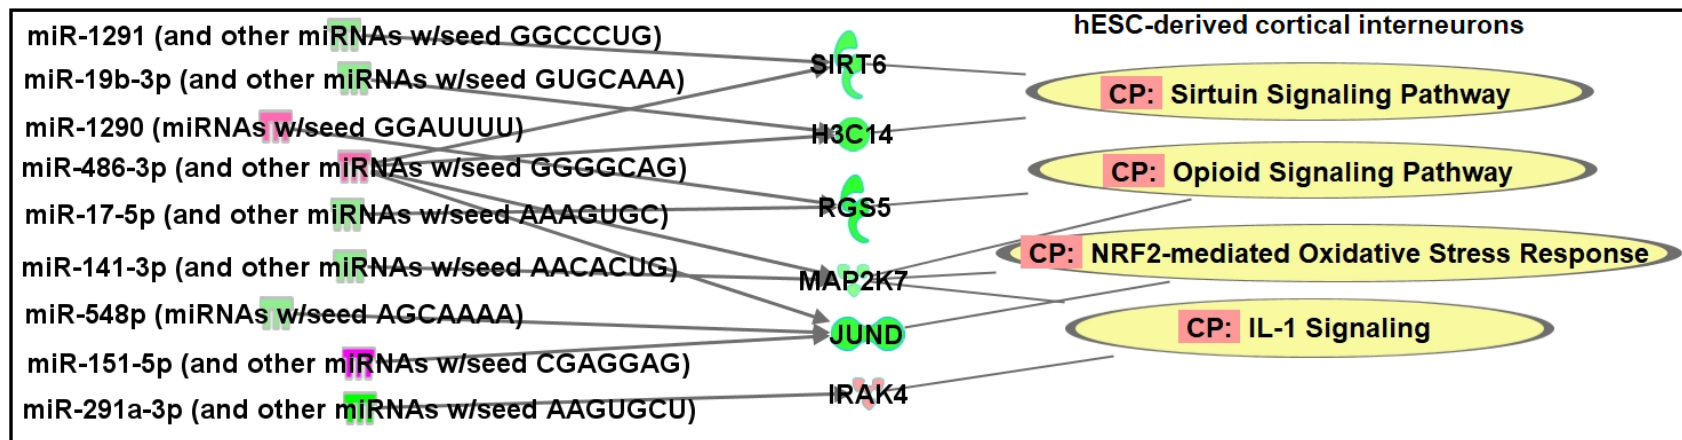 hESC-derived cortical interneurons
miR-1291 (and other miRNAs w/seed GGCCCUG)
miR-19b-3p (and other miRNAs w/seed GUGCAAA)
miR-1290 (miRNAs w/seed GGAUUUU)
miR-486-3p (and other miRNAs w/seed GGGGCAG)
miR-17-5p (and other miRNAs w/seed AAAGUGC)
miR-141-3p (and other miRNAs w/seed AACACUG)
miR-548p (miRNAs w/seed AGCAAAA)
miR-151-5p (and other miRNAs w/seed CGAGGAG)
miR-291a-3p (and other miRNAs w/seed AAGUGCU)
SIRT6
H3C14
RGS5
MAP2K7
JUND
IRAK4
CP: Sirtuin Signaling Pathway
CP: Opioid Signaling Pathway
CP: NRF2-mediated Oxidative Stress Response
CP: IL-1 Signaling